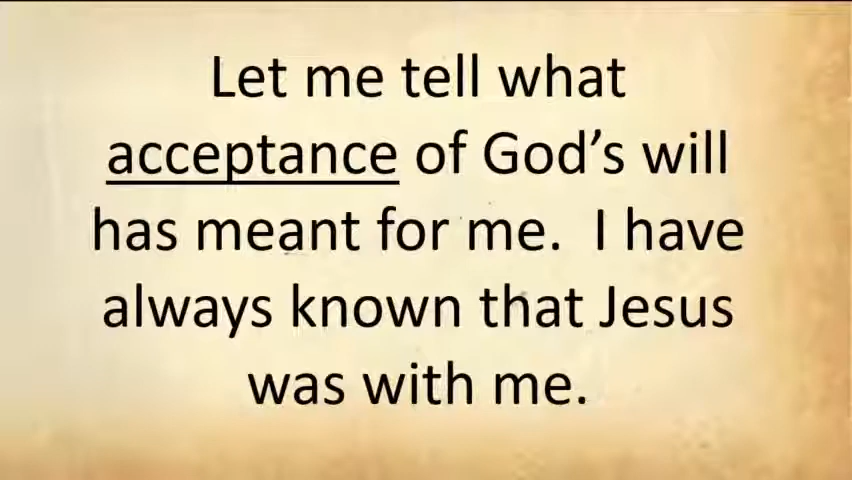 Let me tell what
acceptance of God’s will
has meant for me.  I have
always known that Jesus
was with me.